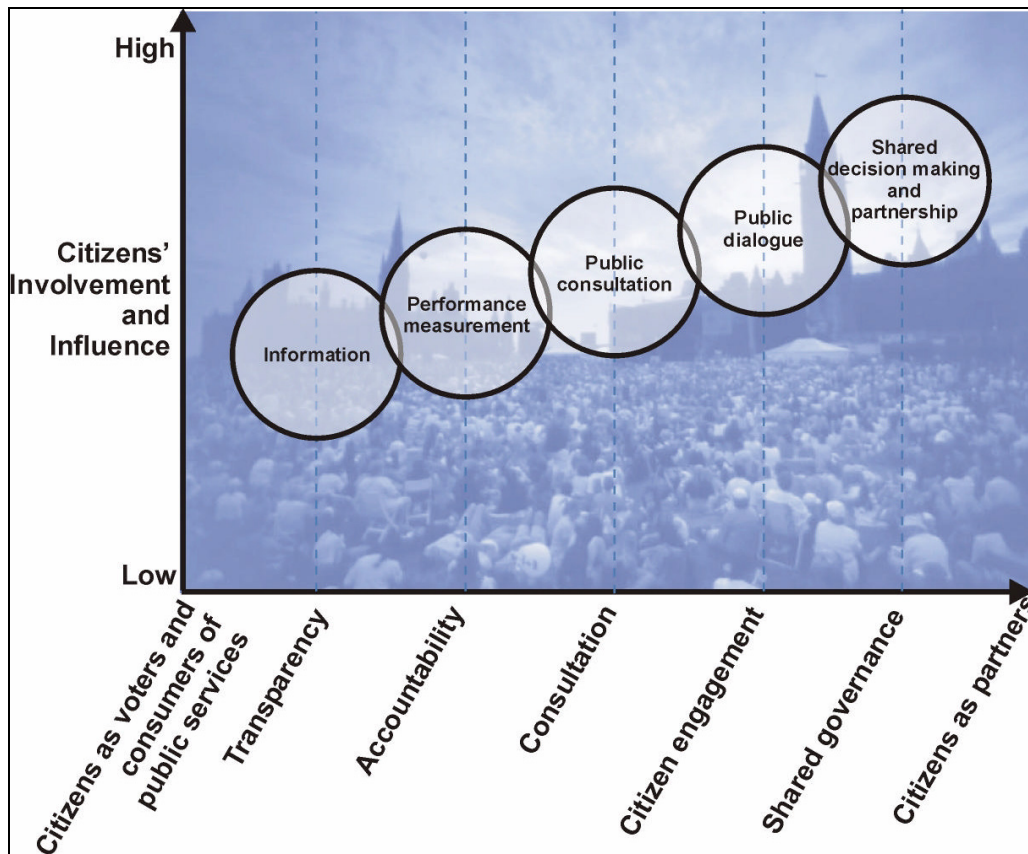 High
Citizens'
Involvement
and
Influence
Low
Information
Performance
measurement
Public
consultation
Public
dialogue
Shared
decision making
and
partnership
Citizens as voters and
consumers of
public services
Transparency
Accountability
Consultation
Citizen engagement
Shared governance
Citizens as partners